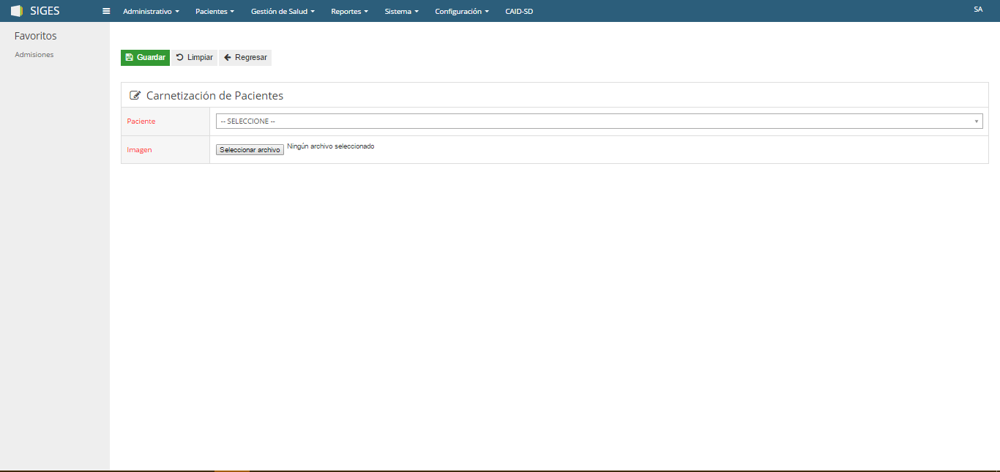 SIGES Administrativo Pacientes Gestión de Salud Reportes Sistema Configuración CAID-SD SA
Favoritos
Admisiones
Guardar Limpiar Regresar
Carnetización de Pacientes
Paciente -- SELECCIONE --
Imagen Seleccionar archivo Ningún archivo seleccionado